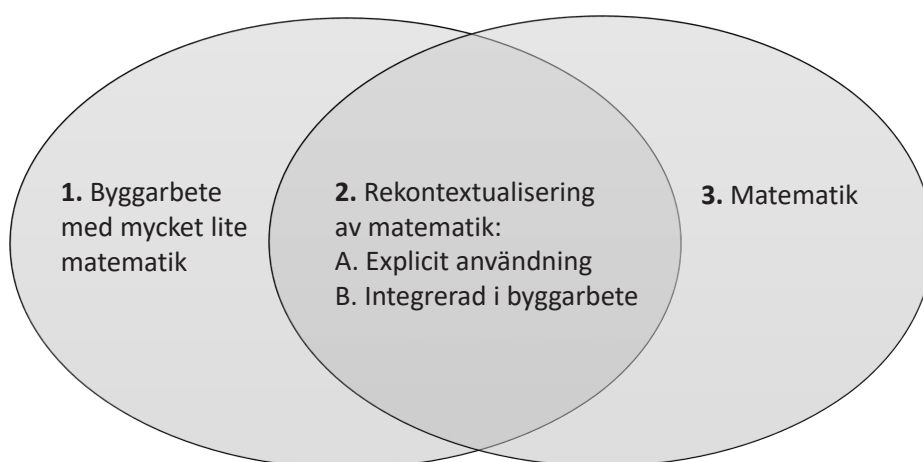 1. Byggarbete
med mycket lite
matematik
2. Rekontextualisering
av matematik:
A. Explicit användning
B. Integrerad i byggarbete
3. Matematik